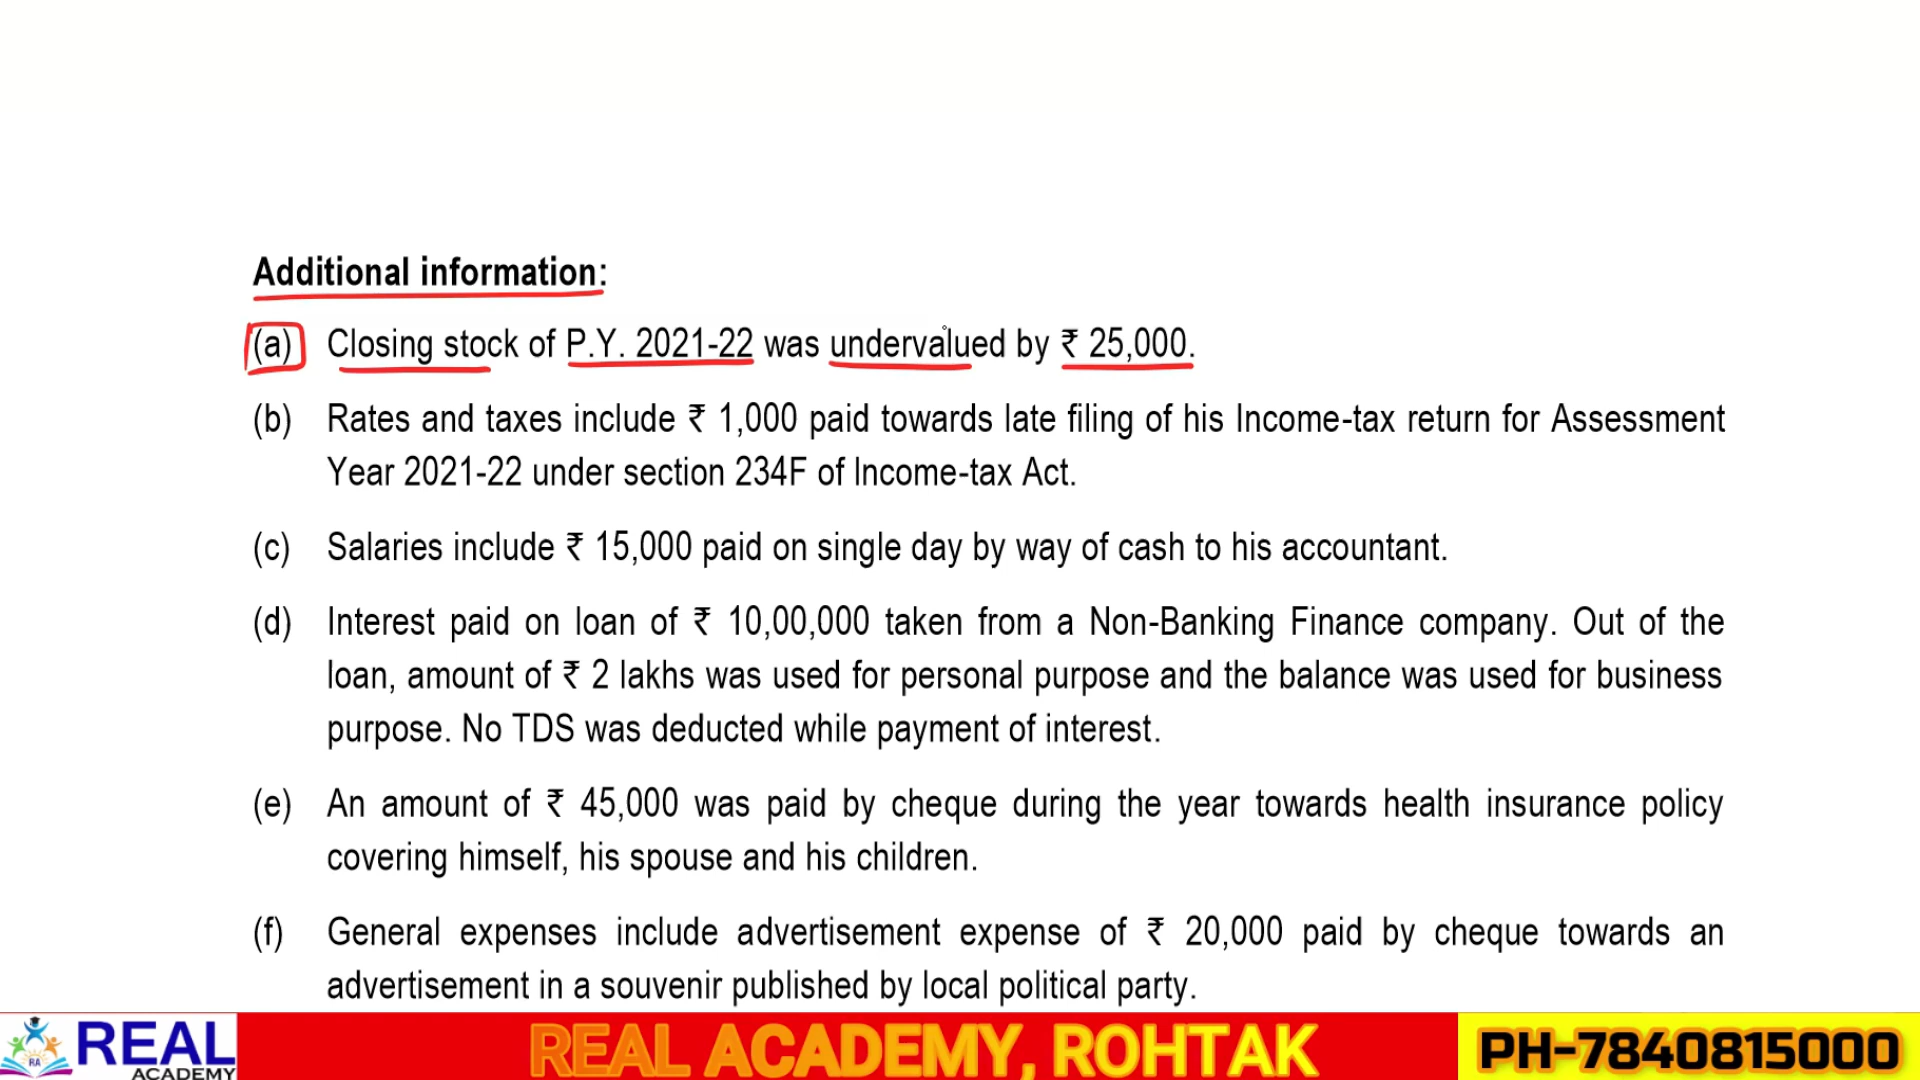 Additional information:
(a) Closing stock of P.Y. 2021-22 was undervalued by ₹ 25,000.
(b) Rates and taxes include ₹ 1,000 paid towards late filing of his Income-tax return for Assessment
Year 2021-22 under section 234F of Income-tax Act.
(c) Salaries include ₹ 15,000 paid on single day by way of cash to his accountant.
(d) Interest paid on loan of ₹ 10,00,000 taken from a Non-Banking Finance company. Out of the
loan, amount of ₹ 2 lakhs was used for personal purpose and the balance was used for business
purpose. No TDS was deducted while payment of interest.
(e) An amount of ₹ 45,000 was paid by cheque during the year towards health insurance policy
covering himself, his spouse and his children.
(f) General expenses include advertisement expense of ₹ 20,000 paid by cheque towards an
advertisement in a souvenir published by local political party.
RA
REAL
ACADEMY
REAL ACADEMY, ROHTAK
PH-7840815000